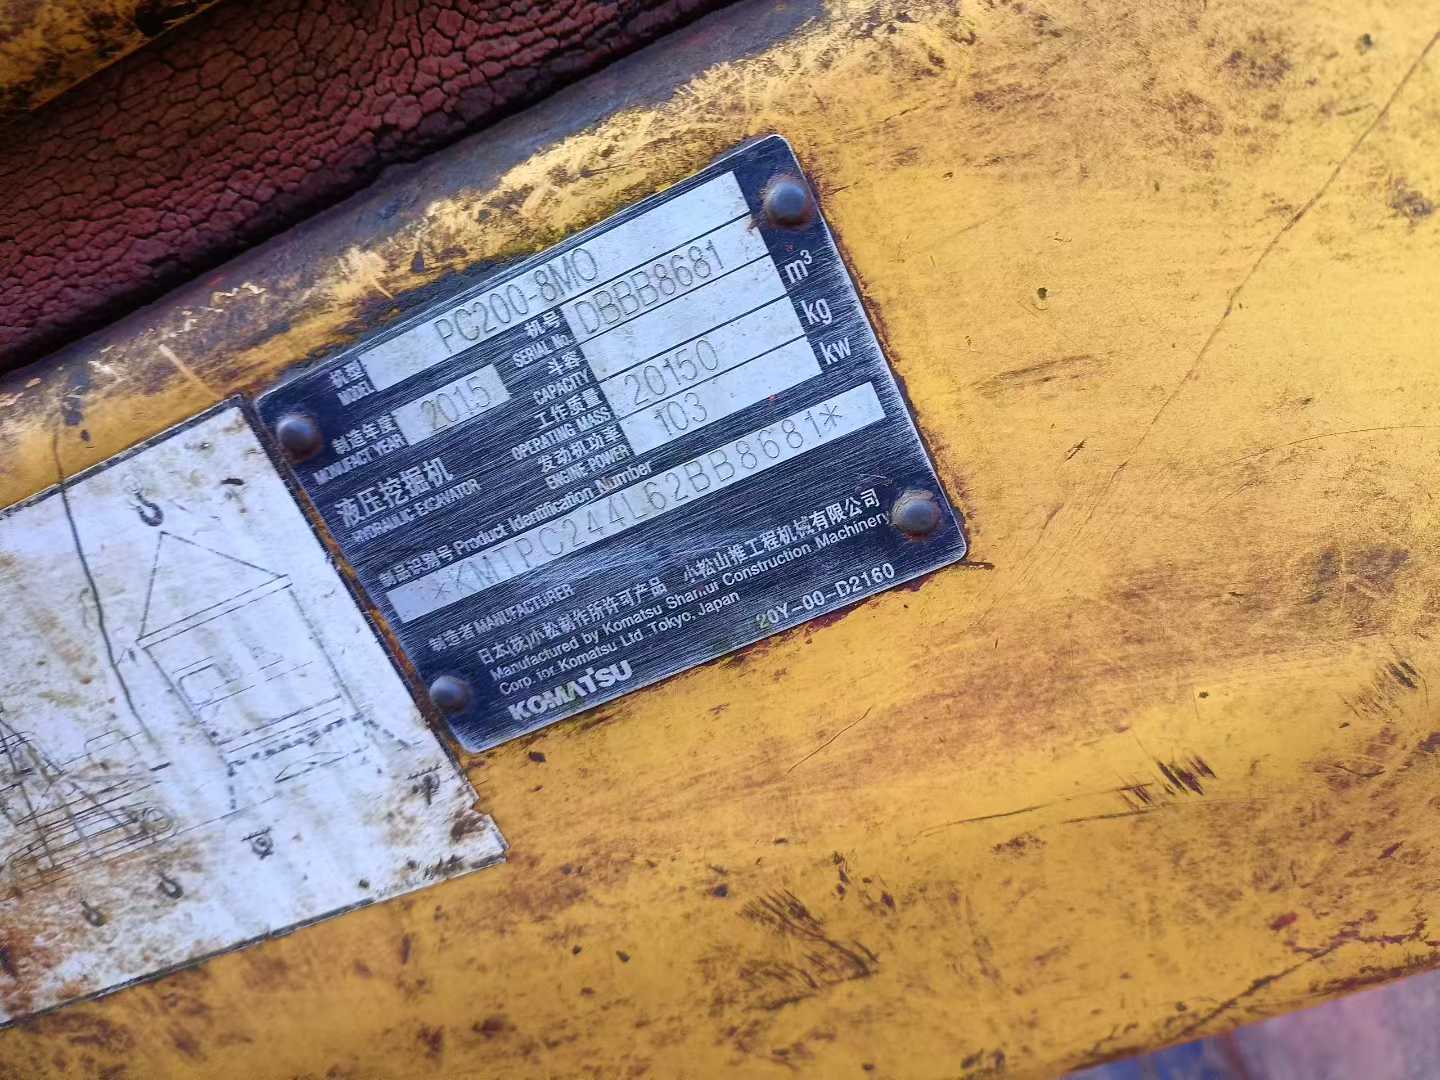 机型 MODEL PC200-8M0
制造年度 MANUFACT YEAR 2015
机号 SERIAL No. DBBB8681
斗容 CAPACITY m³
工作质量 OPERATING MASS 20150 kg
发动机功率 ENGINE POWER 103 kw
液压挖掘机
HYDRAULIC EXCAVATOR
制品识别号 Product Identification Number
*KMTPC244L62BB8681*
制造者 MANUFACTURER
日本(株)小松制作所许可产品 小松山推工程机械有限公司
Manufactured by Komatsu Shantui Construction Machinery
Corp. for Komatsu Ltd Tokyo, Japan
KOMATSU
20Y-00-D2160